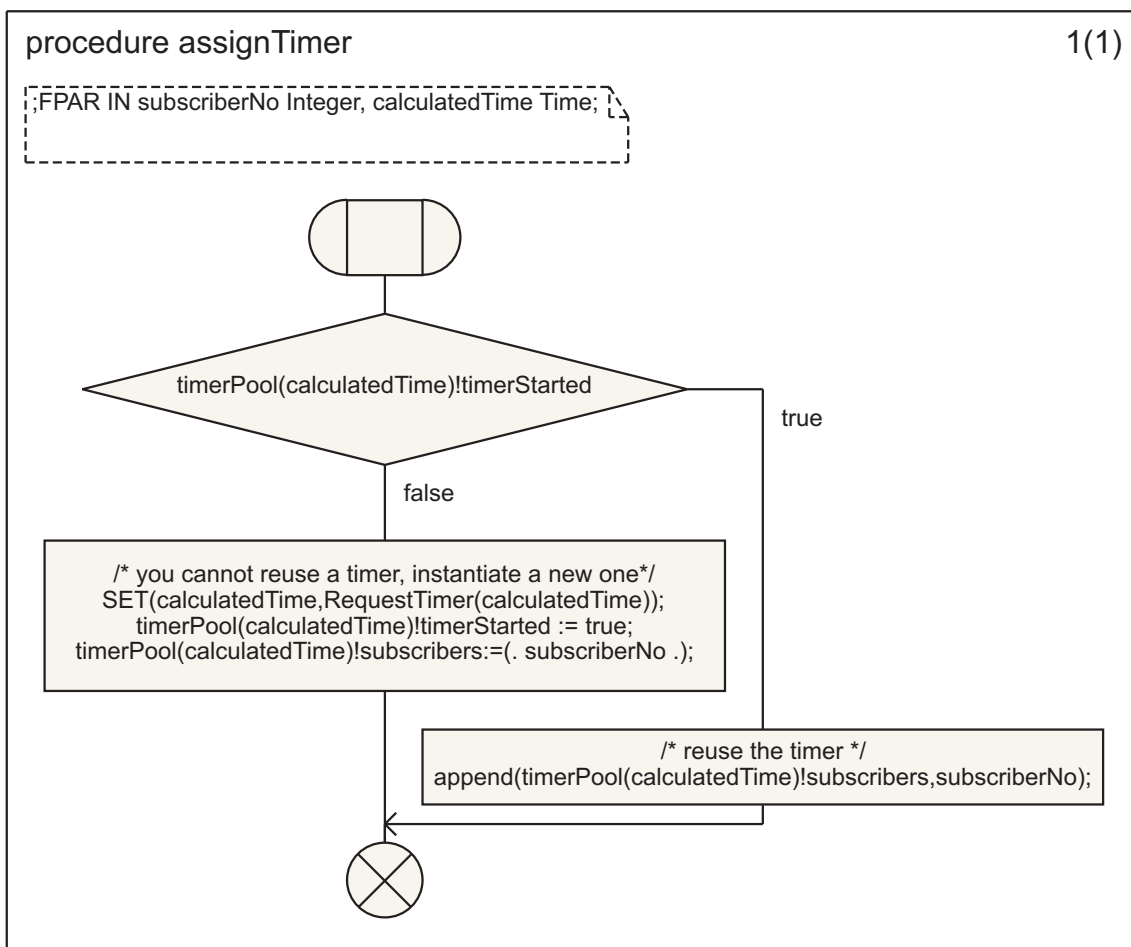 procedure assignTimer
1(1)
;FPAR IN subscriberNo Integer, calculatedTime Time;
timerPool(calculatedTime)!timerStarted
true
false
/* you cannot reuse a timer, instantiate a new one*/
SET(calculatedTime,RequestTimer(calculatedTime));
timerPool(calculatedTime)!timerStarted := true;
timerPool(calculatedTime)!subscribers:=(. subscriberNo .);
/* reuse the timer */
append(timerPool(calculatedTime)!subscribers,subscriberNo);